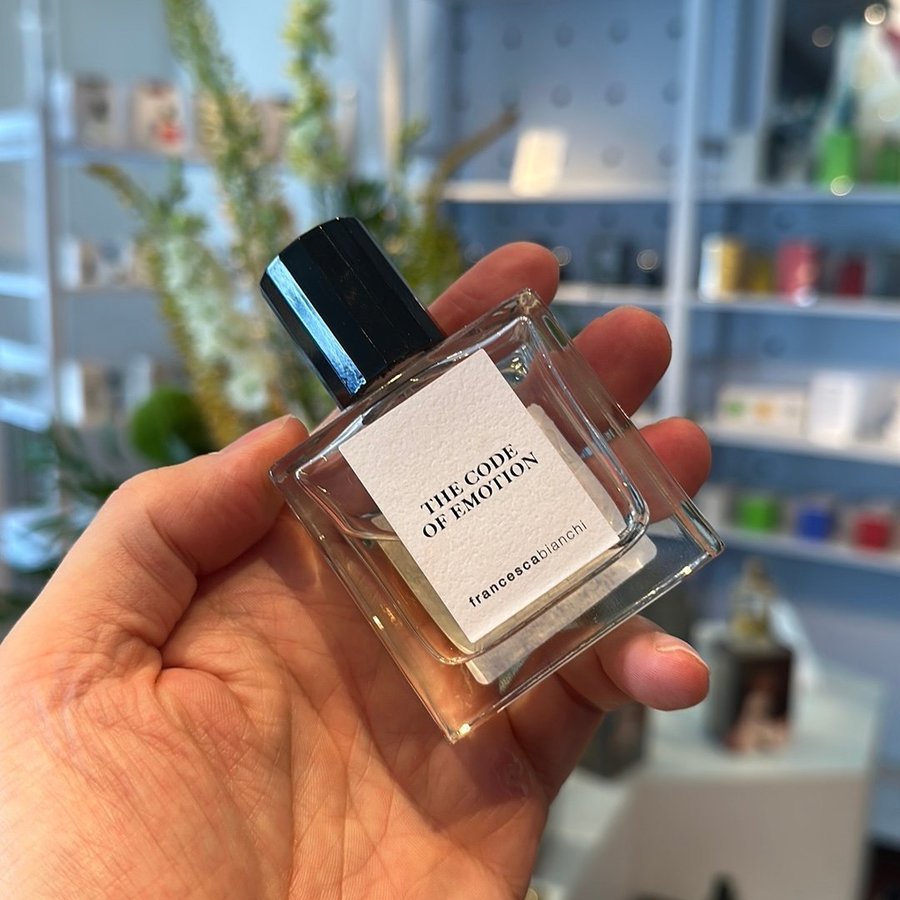 THE CODE
OF EMOTION
francescabianchi